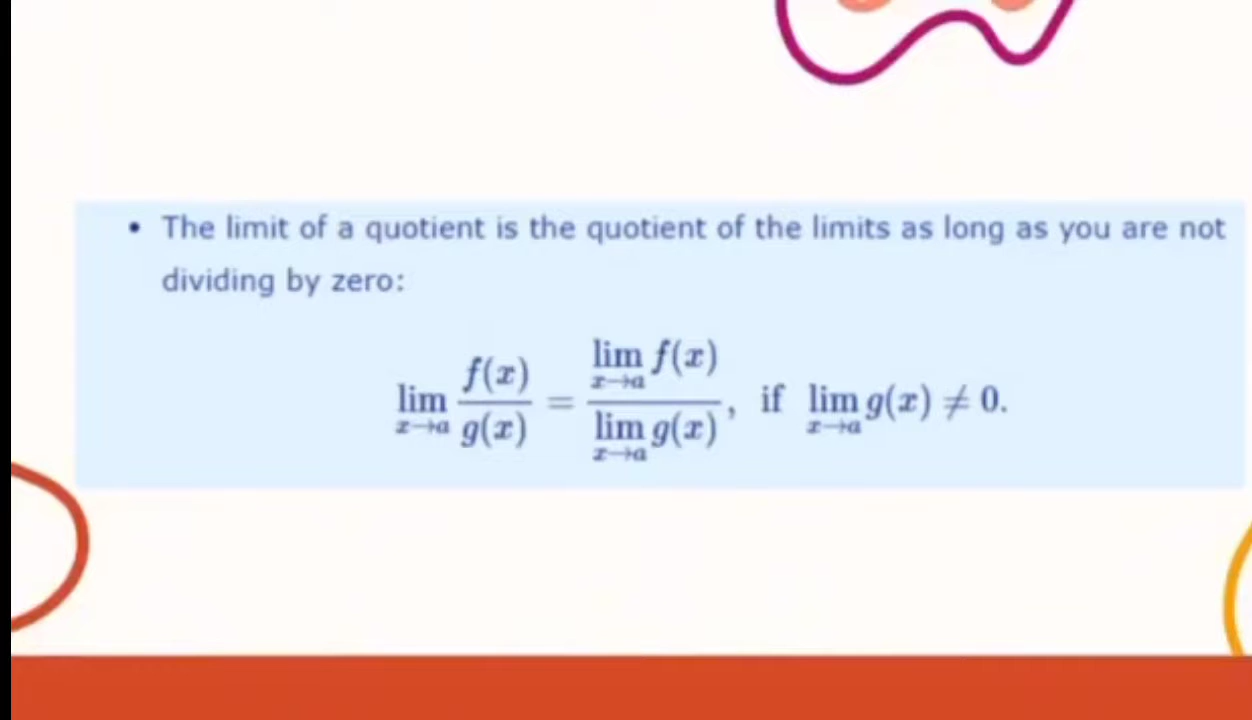 • The limit of a quotient is the quotient of the limits as long as you are not
dividing by zero:
lim x→a f(x)/g(x) = lim x→a f(x) / lim x→a g(x), if lim x→a g(x) ≠ 0.